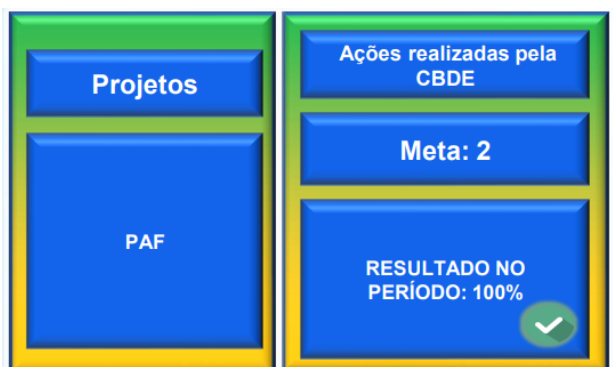 Projetos
PAF
Ações realizadas pela
CBDE
Meta: 2
RESULTADO NO
PERÍODO: 100%